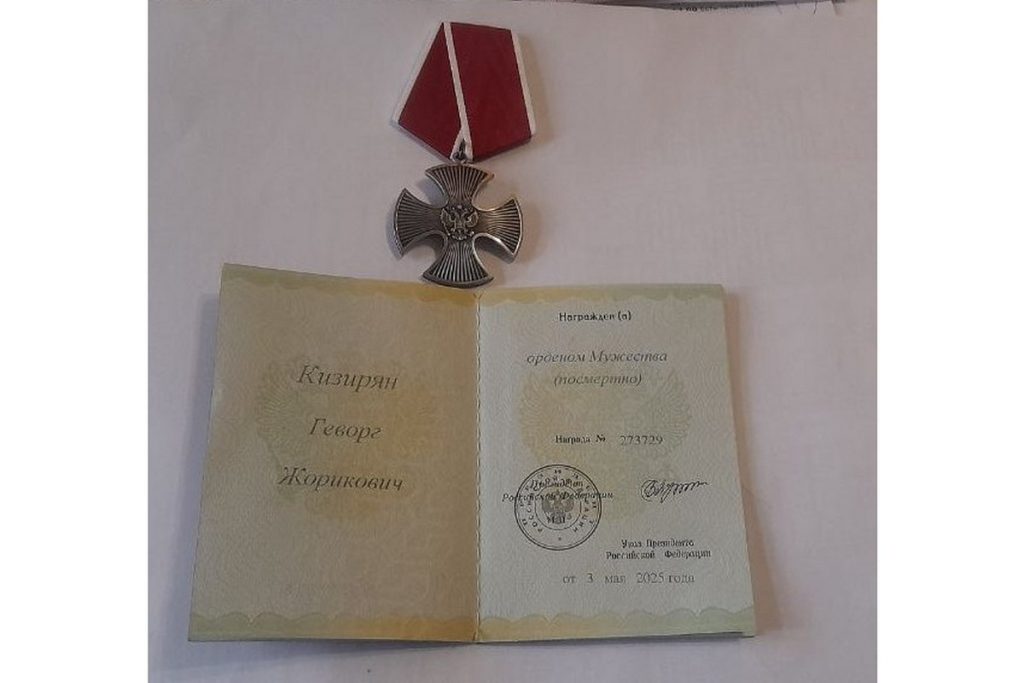 Кизирян
Геворг
Жорикович
Награжден (а)
орденом Мужества
(посмертно)
Награда № 273729
Президент
Российской Федерации
М.П.
Указ Президента
Российской Федерации
от 3 мая 2025 года